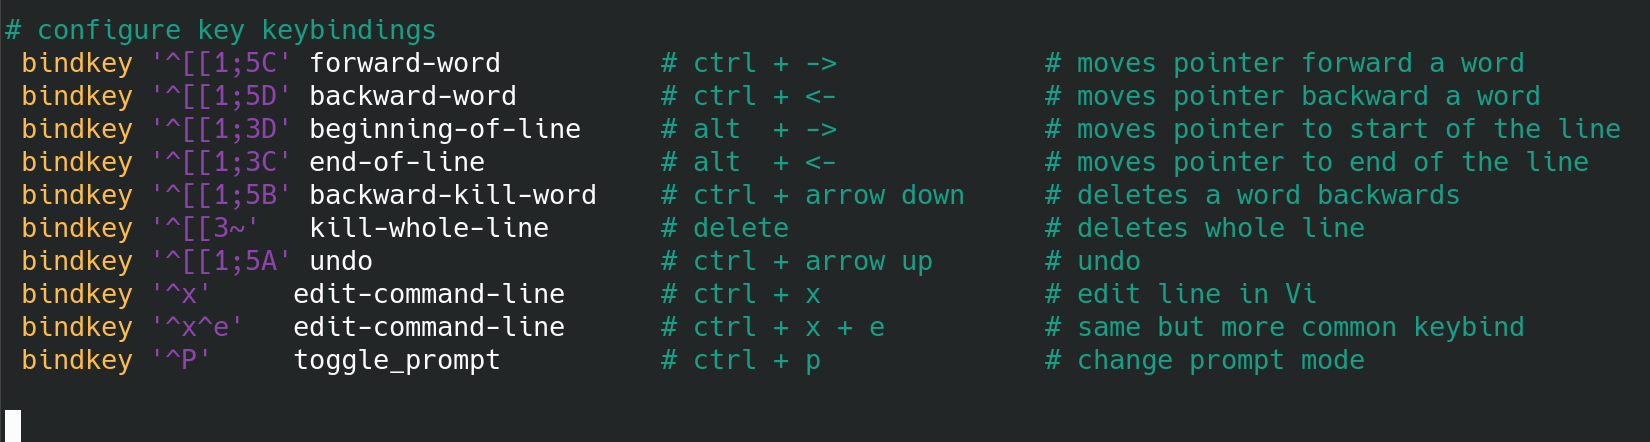 # configure key keybindings
bindkey '^[[1;5C' forward-word # ctrl + -> # moves pointer forward a word
bindkey '^[[1;5D' backward-word # ctrl + <- # moves pointer backward a word
bindkey '^[[1;3D' beginning-of-line # alt + -> # moves pointer to start of the line
bindkey '^[[1;3C' end-of-line # alt + <- # moves pointer to end of the line
bindkey '^[[1;5B' backward-kill-word # ctrl + arrow down # deletes a word backwards
bindkey '^[[3~' kill-whole-line # delete # deletes whole line
bindkey '^[[1;5A' undo # ctrl + arrow up # undo
bindkey '^x' edit-command-line # ctrl + x # edit line in Vi
bindkey '^x^e' edit-command-line # ctrl + x + e # same but more common keybind
bindkey '^P' toggle_prompt # ctrl + p # change prompt mode